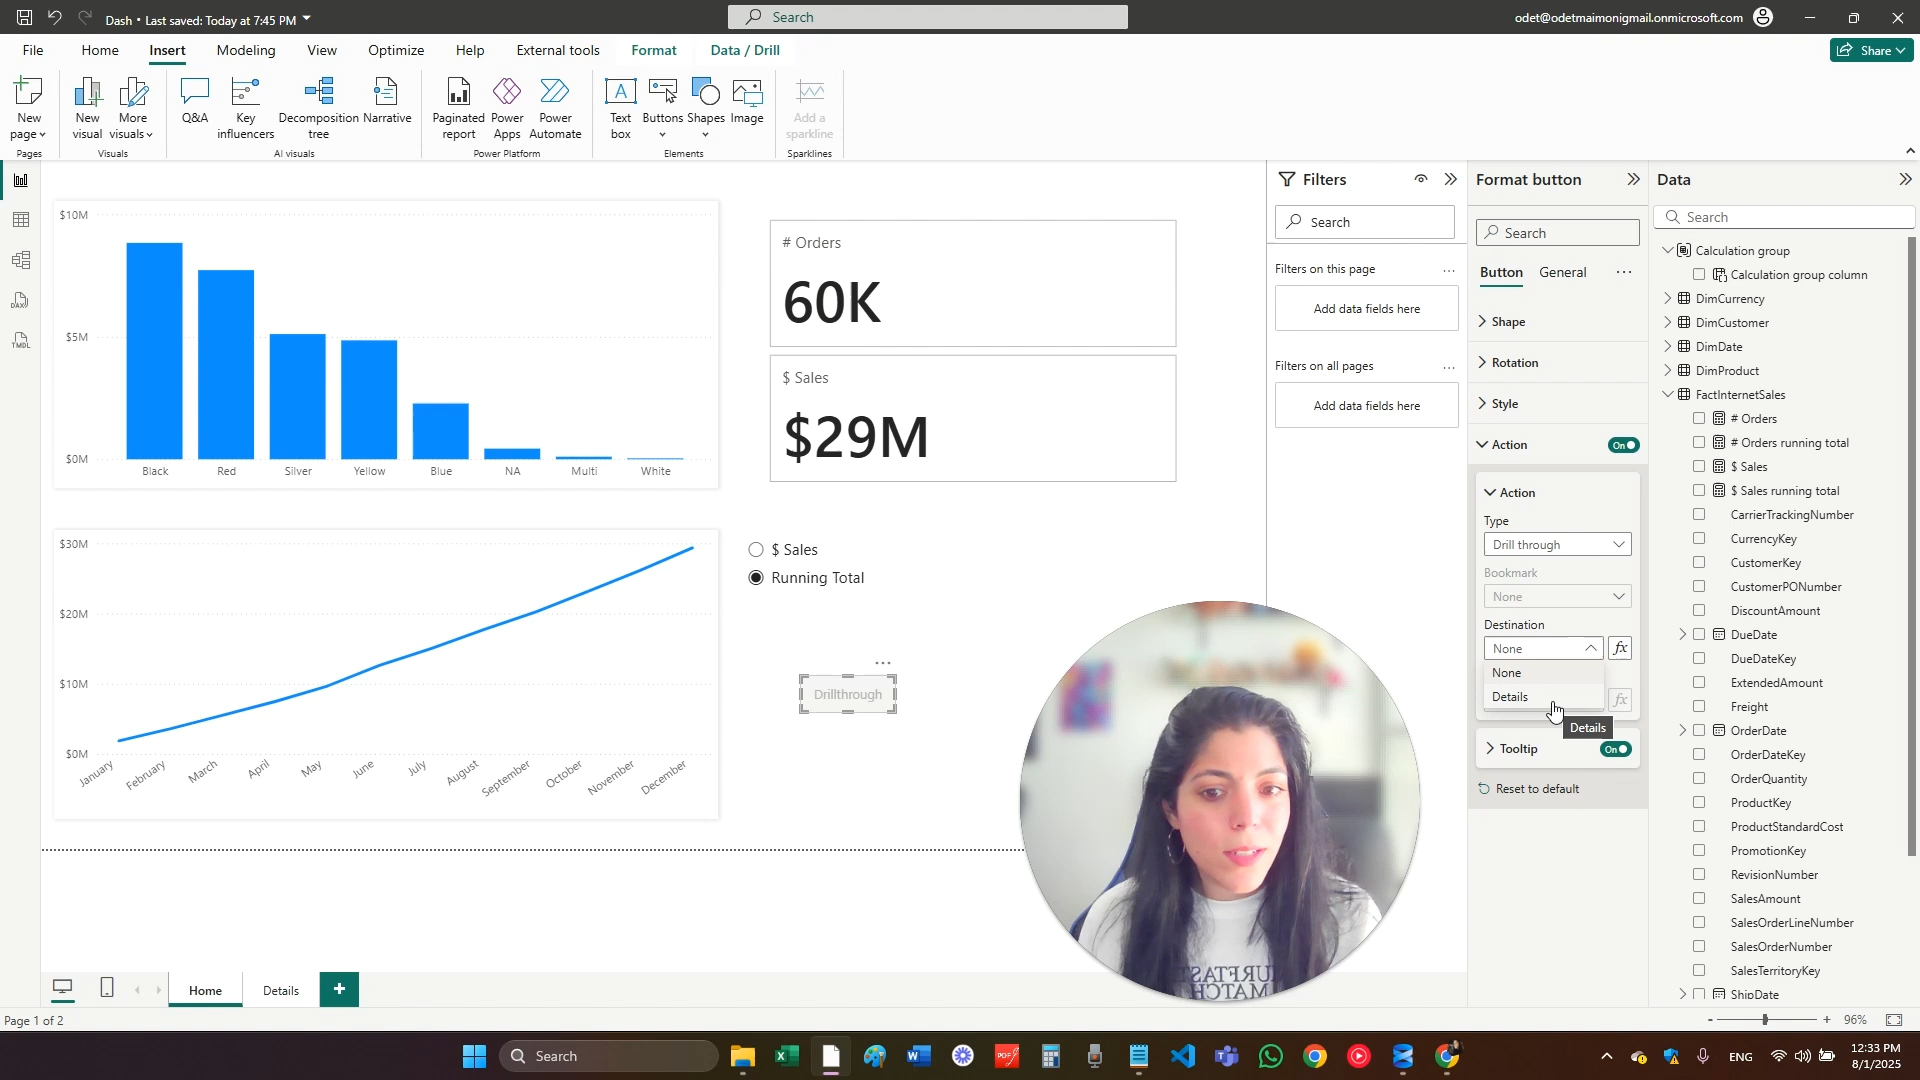 Dash • Last saved: Today at 7:45 PM
Search
odet@odetmaimonigmail.onmicrosoft.com
File
Home
Insert
Modeling
View
Optimize
Help
External tools
Format
Data / Drill
Share
New page
New visual
More visuals
Q&A
Key influencers
Decomposition tree
Narrative
Paginated report
Power Apps
Power Automate
Text box
Buttons
Shapes
Image
Add a sparkline
Pages
Visuals
AI visuals
Power Platform
Elements
Sparklines
$10M
$5M
$0M
Black
Red
Silver
Yellow
Blue
NA
Multi
White
# Orders
60K
$ Sales
$29M
$30M
$20M
$10M
$0M
January
February
March
April
May
June
July
August
September
October
November
December
$ Sales
Running Total
Drillthrough
Filters
Search
Filters on this page
Add data fields here
Filters on all pages
Add data fields here
Format button
Search
Button
General
Shape
Rotation
Style
Action
On
Action
Type
Drill through
Bookmark
None
Destination
None
fx
None
Details
fx
Details
Tooltip
On
Reset to default
Data
Search
Calculation group
Calculation group column
DimCurrency
DimCustomer
DimDate
DimProduct
FactInternetSales
# Orders
# Orders running total
$ Sales
$ Sales running total
CarrierTrackingNumber
CurrencyKey
CustomerKey
CustomerPONumber
DiscountAmount
DueDate
DueDateKey
ExtendedAmount
Freight
OrderDate
OrderDateKey
OrderQuantity
ProductKey
ProductStandardCost
PromotionKey
RevisionNumber
SalesAmount
SalesOrderLineNumber
SalesOrderNumber
SalesTerritoryKey
ShipDate
DAX
TMDL
Home
Details
Page 1 of 2
96%
Search
ENG
12:33 PM
8/1/2025